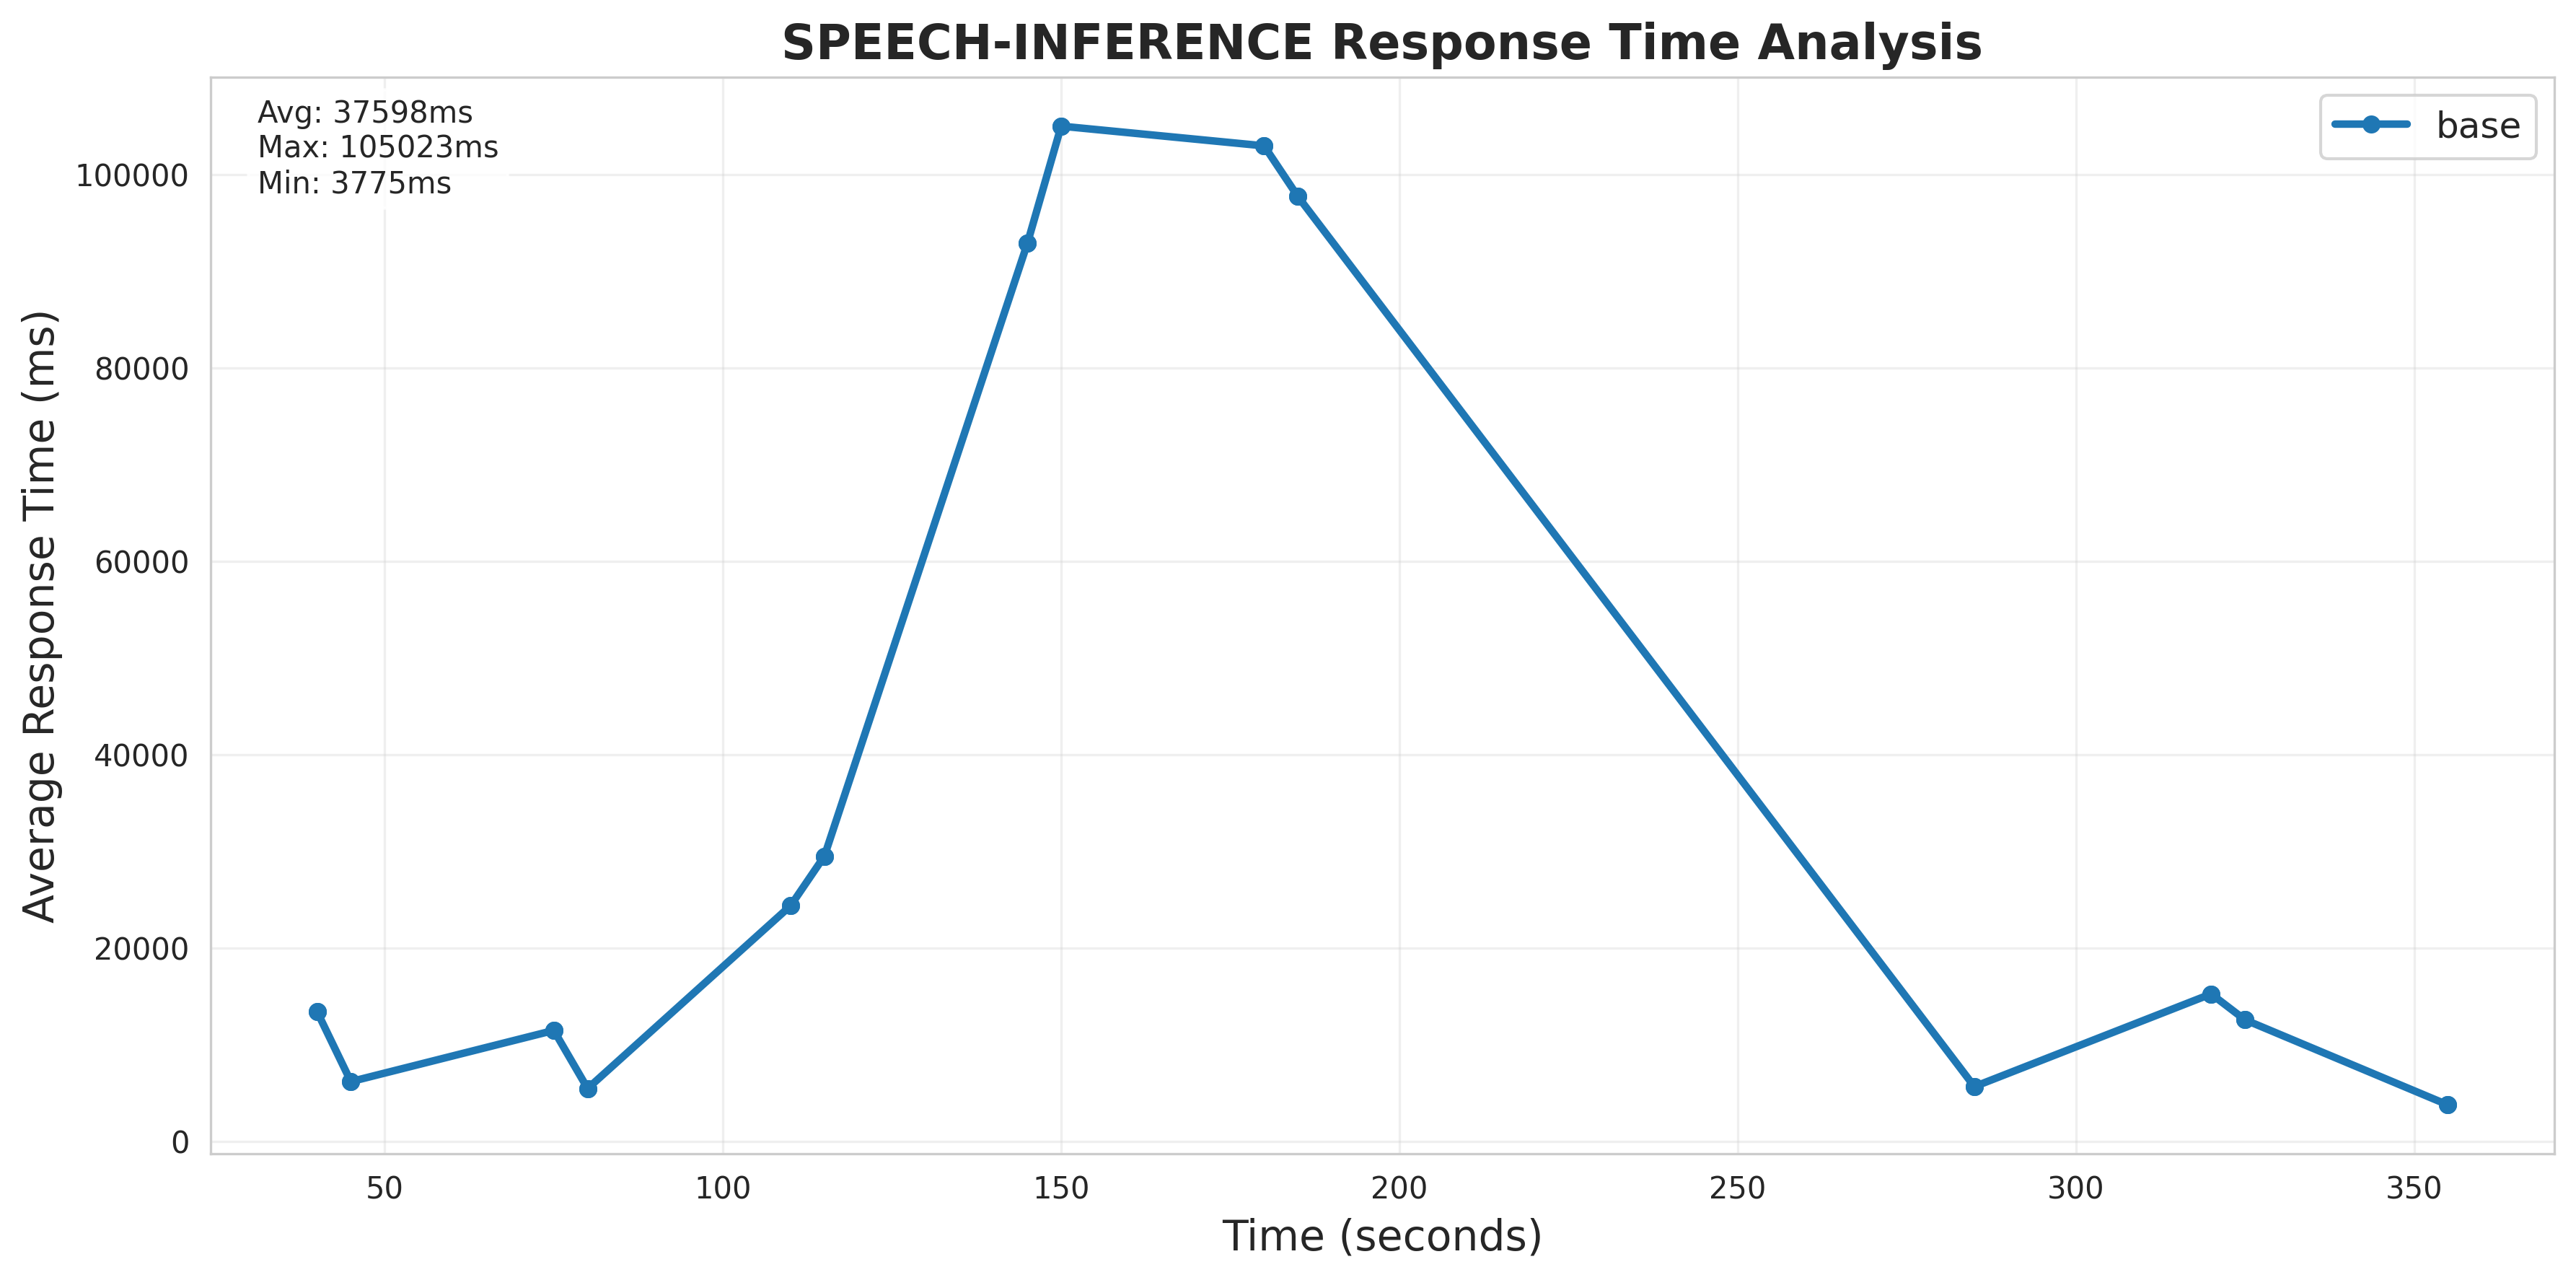 SPEECH-INFERENCE Response Time Analysis
Avg: 37598ms
Max: 105023ms
Min: 3775ms
base
Average Response Time (ms)
100000
80000
60000
40000
20000
0
50 100 150 200 250 300 350
Time (seconds)